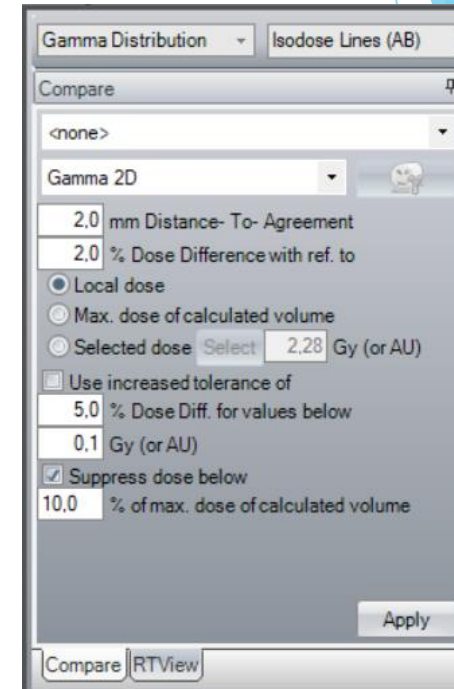 Gamma Distribution Isodose Lines (AB)
Compare
<none>
Gamma 2D
2,0 mm Distance- To- Agreement
2,0 % Dose Difference with ref. to
Local dose
Max. dose of calculated volume
Selected dose Select 2,28 Gy (or AU)
Use increased tolerance of
5,0 % Dose Diff. for values below
0,1 Gy (or AU)
Suppress dose below
10,0 % of max. dose of calculated volume
Apply
Compare RTView